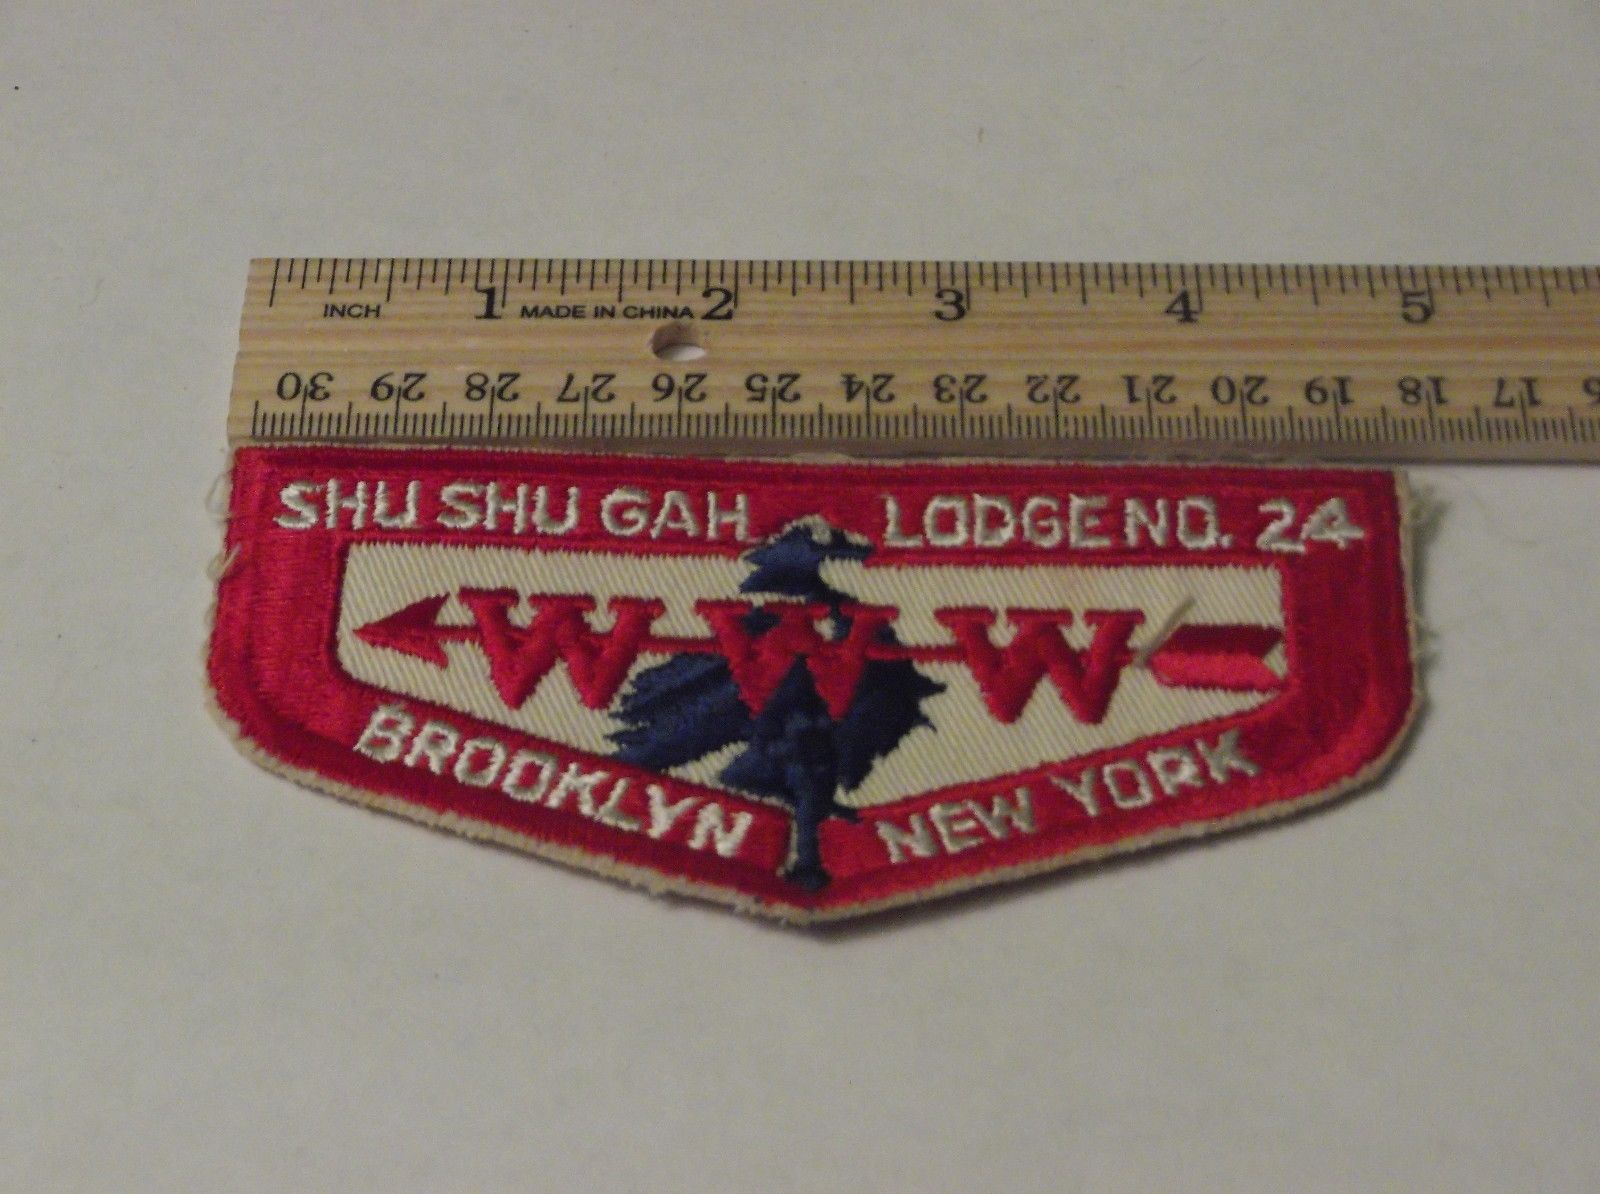 INCH 1 MADE IN CHINA 2 3 4 5
30 29 28 27 26 25 24 23 22 21 20 19 18 17
SHU SHU GAH LODGE NO. 24
WWW
BROOKLYN NEW YORK